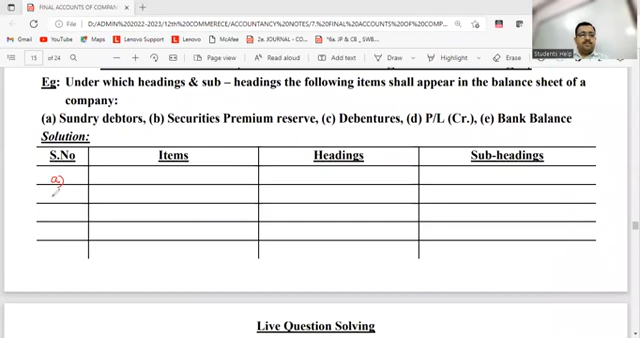 FINAL ACCOUNTS OF COMPAN
File
D:/ADMIN%202022-2023/12th%20COMMERECE/ACCOUNTANCY%20NOTES/7.%20FINAL%20ACCOUNTS%20OF%20COMP...
M Gmail
YouTube
Maps
Lenovo Support
Lenovo
McAfee
2e. JOURNAL - CO...
*6a. JP & CB _ SWB...
15 of 24
Page view
Read aloud
Add text
Draw
Highlight
Erase
Students Help
Eg: Under which headings & sub – headings the following items shall appear in the balance sheet of a
company:
(a) Sundry debtors, (b) Securities Premium reserve, (c) Debentures, (d) P/L (Cr.), (e) Bank Balance
Solution:
S.No Items Headings Sub-headings
a)
Live Question Solving